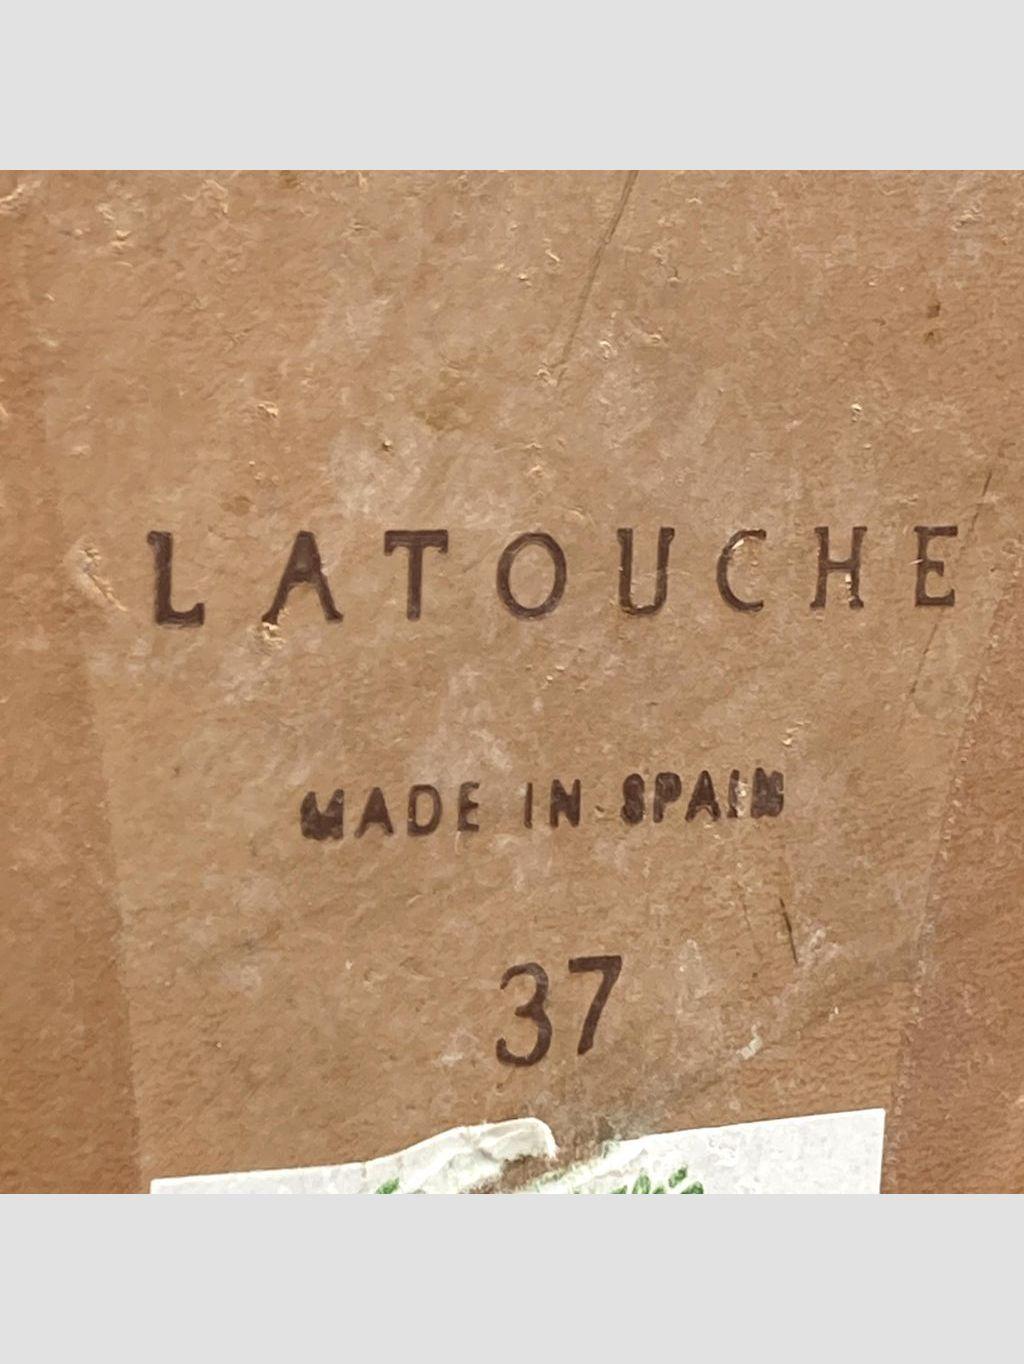 LATOUCHE
MADE IN SPAIN
37